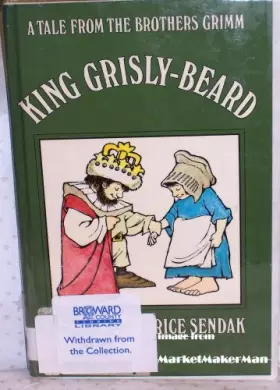 A TALE FROM THE BROTHERS GRIMM
KING GRISLY-BEARD
BROWARD
COUNTY
LIBRARY
Withdrawn from
the Collection.
RICE SENDAK
image from
MarketMakerMan